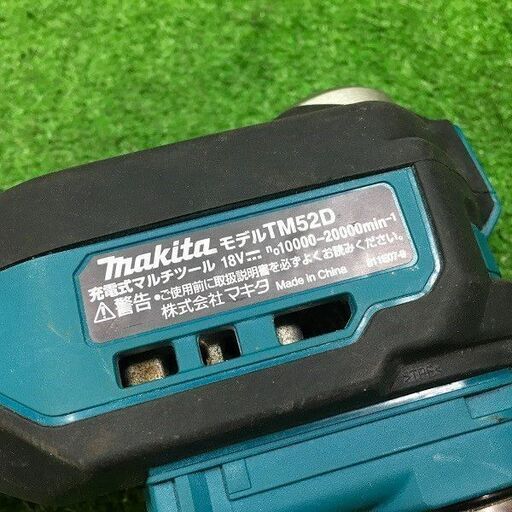 makita モデルTM52D
充電式マルチツール 18V⎓ n₀10000-20000min⁻¹
⚠警告 •ご使用前に取扱説明書を必ずよくお読みください。
株式会社 マキタ Made in China